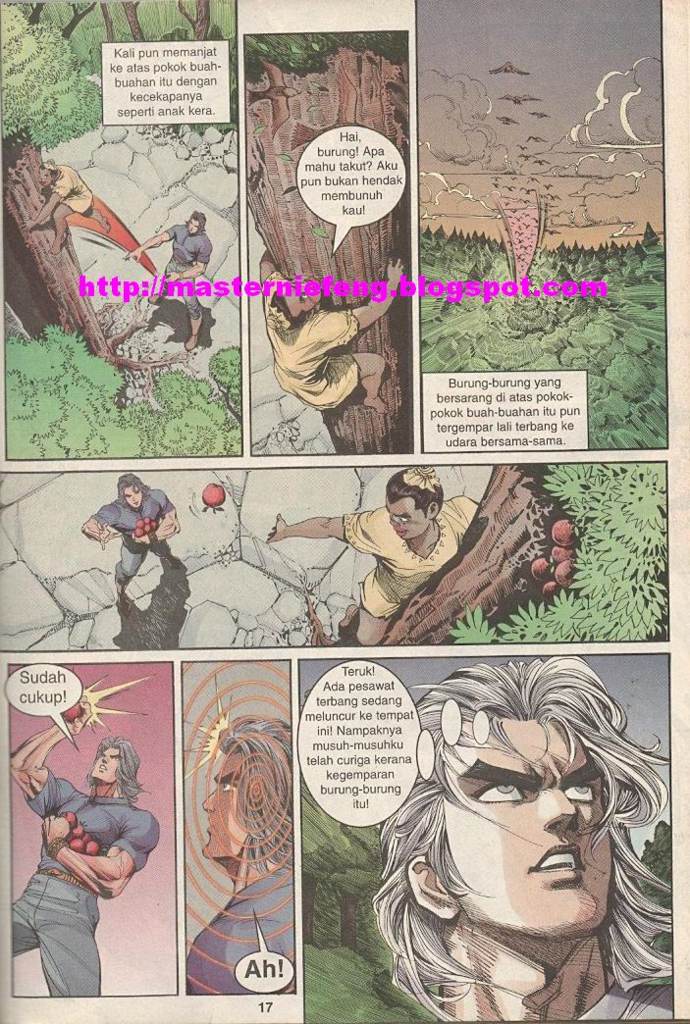 Kali pun memanjat
ke atas pokok buah-
buahan itu dengan
kecekapanya
seperti anak kera.
Hai,
burung! Apa
mahu takut? Aku
pun bukan hendak
membunuh
kau!
http://masterniefeng.blogspot.com
Burung-burung yang
bersarang di atas pokok-
pokok buah-buahan itu pun
tergempar lali terbang ke
udara bersama-sama.
Sudah
cukup!
Ah!
Teruk!
Ada pesawat
terbang sedang
meluncur ke tempat
ini! Nampaknya
musuh-musuhku
telah curiga kerana
kegemparan
burung-burung
itu!
17